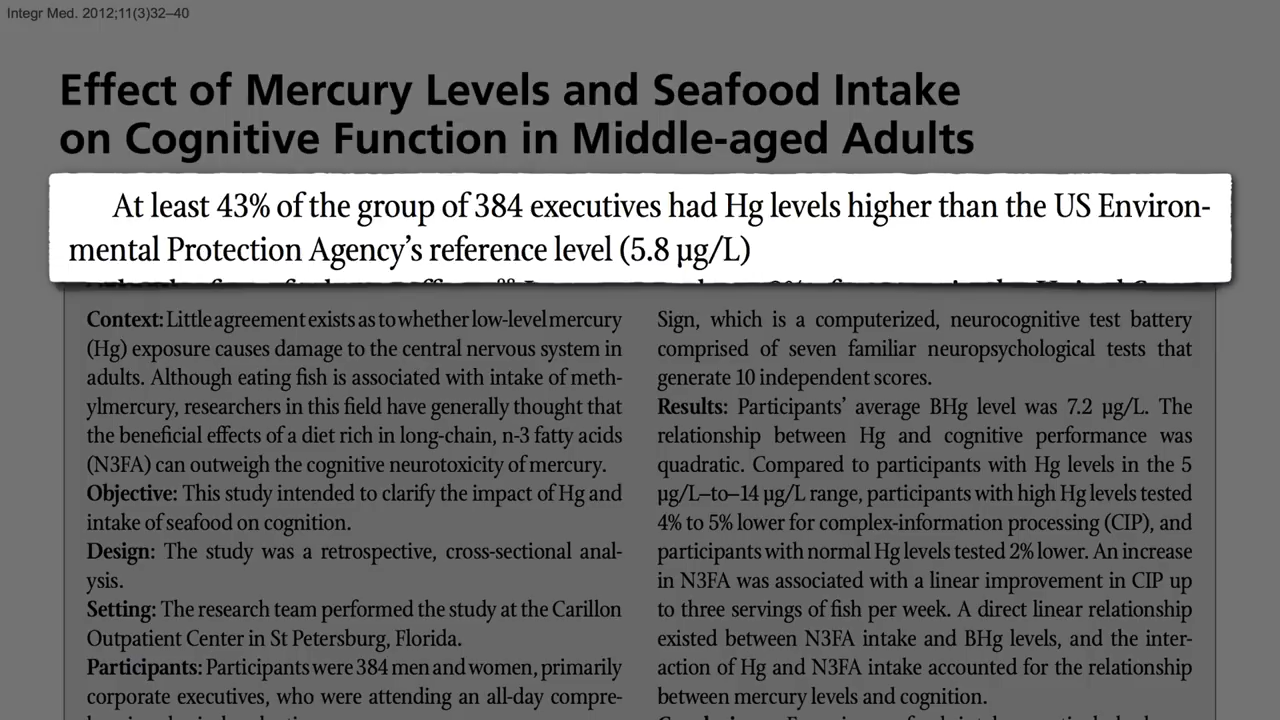 Integr Med. 2012;11(3)32–40
Effect of Mercury Levels and Seafood Intake
on Cognitive Function in Middle-aged Adults
At least 43% of the group of 384 executives had Hg levels higher than the US Environ-
mental Protection Agency's reference level (5.8 µg/L)
Context: Little agreement exists as to whether low-level mercury
(Hg) exposure causes damage to the central nervous system in
adults. Although eating fish is associated with intake of meth-
ylmercury, researchers in this field have generally thought that
the beneficial effects of a diet rich in long-chain, n-3 fatty acids
(N3FA) can outweigh the cognitive neurotoxicity of mercury.
Objective: This study intended to clarify the impact of Hg and
intake of seafood on cognition.
Design: The study was a retrospective, cross-sectional anal-
ysis.
Setting: The research team performed the study at the Carillon
Outpatient Center in St Petersburg, Florida.
Participants: Participants were 384 men and women, primarily
corporate executives, who were attending an all-day compre-
Sign, which is a computerized, neurocognitive test battery
comprised of seven familiar neuropsychological tests that
generate 10 independent scores.
Results: Participants' average BHg level was 7.2 µg/L. The
relationship between Hg and cognitive performance was
quadratic. Compared to participants with Hg levels in the 5
µg/L–to–14 µg/L range, participants with high Hg levels tested
4% to 5% lower for complex-information processing (CIP), and
participants with normal Hg levels tested 2% lower. An increase
in N3FA was associated with a linear improvement in CIP up
to three servings of fish per week. A direct linear relationship
existed between N3FA intake and BHg levels, and the inter-
action of Hg and N3FA intake accounted for the relationship
between mercury levels and cognition.